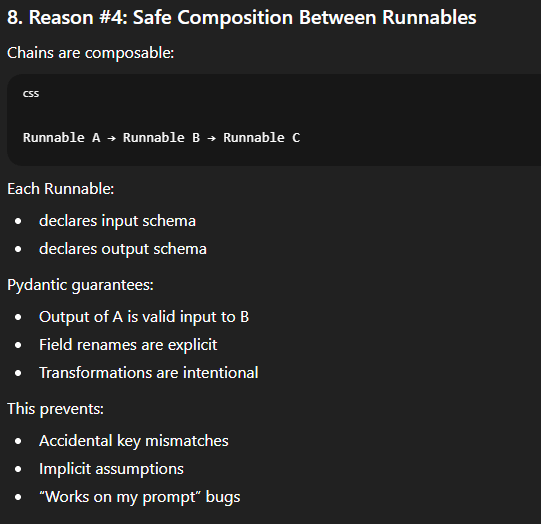 8. Reason #4: Safe Composition Between Runnables
Chains are composable:
css
Runnable A → Runnable B → Runnable C
Each Runnable:
• declares input schema
• declares output schema
Pydantic guarantees:
• Output of A is valid input to B
• Field renames are explicit
• Transformations are intentional
This prevents:
• Accidental key mismatches
• Implicit assumptions
• “Works on my prompt” bugs